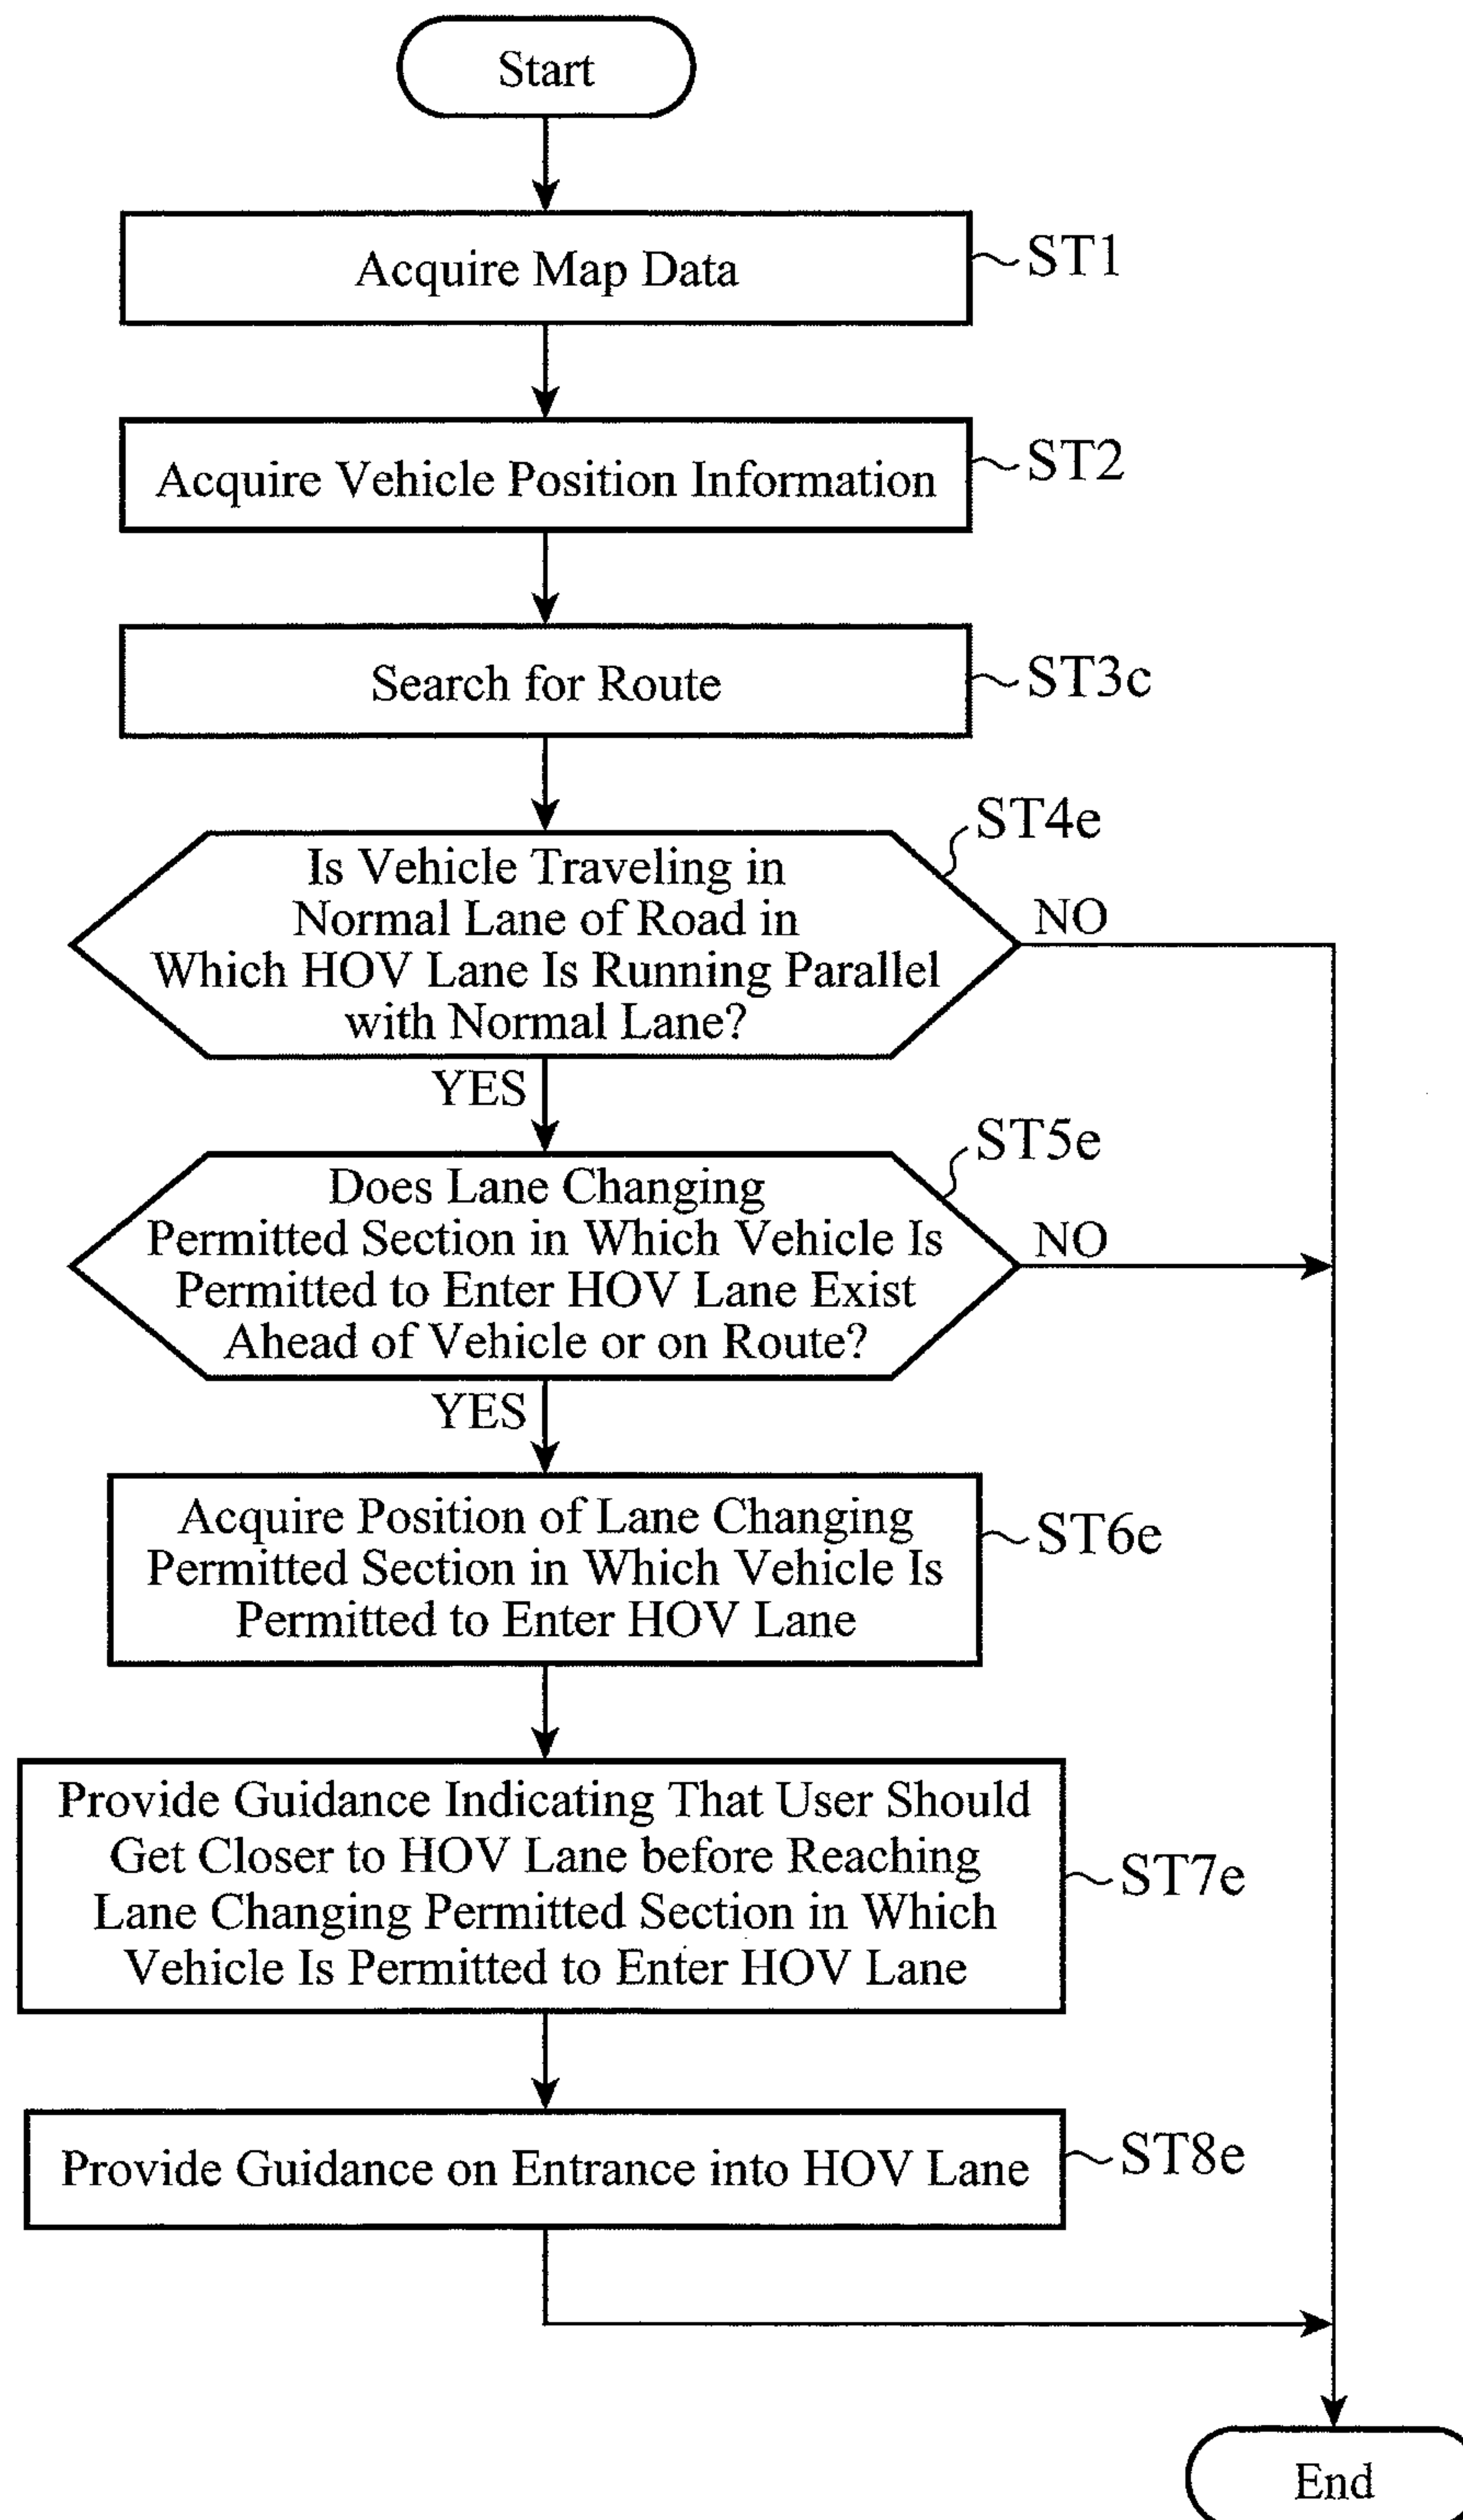 Start
Acquire Map Data
ST1
Acquire Vehicle Position Information
ST2
Search for Route
ST3c
ST4e
Is Vehicle Traveling in
Normal Lane of Road in
Which HOV Lane Is Running Parallel
with Normal Lane?
NO
YES
ST5e
Does Lane Changing
Permitted Section in Which Vehicle Is
Permitted to Enter HOV Lane Exist
Ahead of Vehicle or on Route?
NO
YES
Acquire Position of Lane Changing
Permitted Section in Which Vehicle Is
Permitted to Enter HOV Lane
ST6e
Provide Guidance Indicating That User Should
Get Closer to HOV Lane before Reaching
Lane Changing Permitted Section in Which
Vehicle Is Permitted to Enter HOV Lane
ST7e
Provide Guidance on Entrance into HOV Lane
ST8e
End